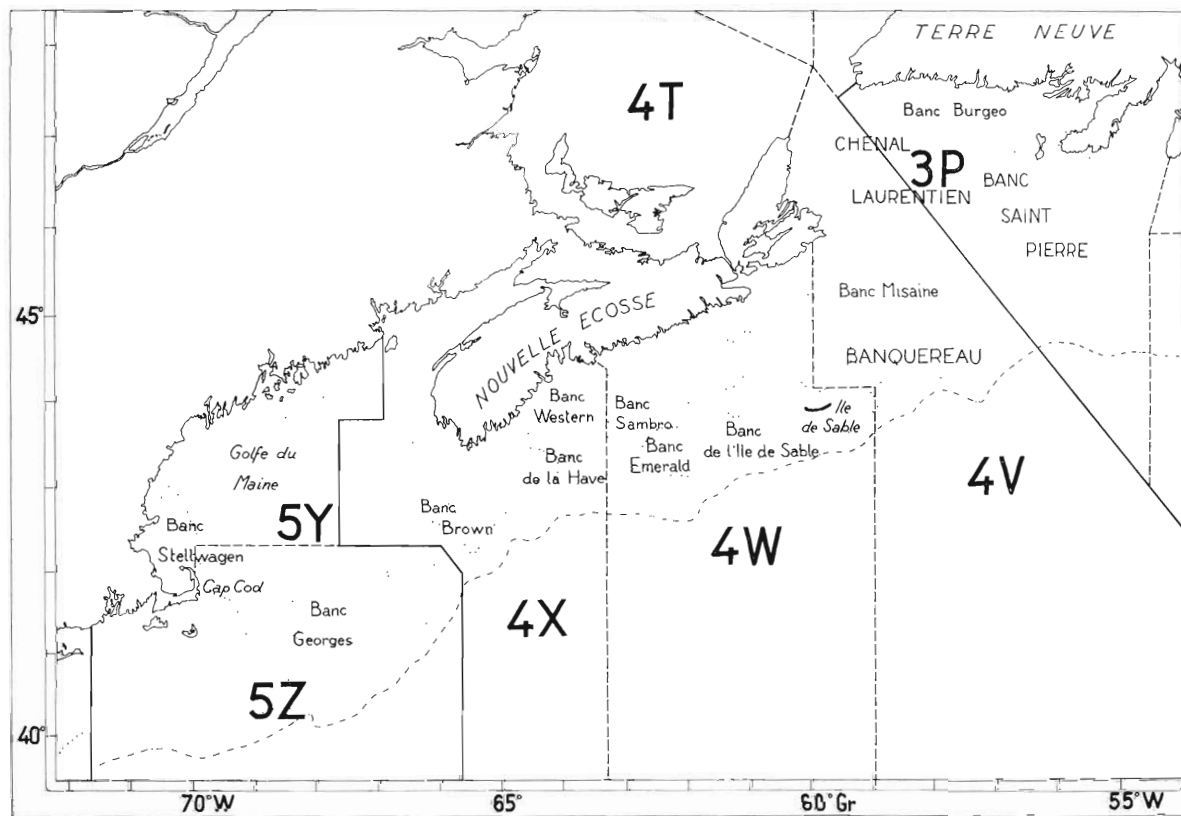 TERRE NEUVE
4T
Banc Burgeo
CHENAL
3P
LAURENTIEN
BANC
SAINT
PIERRE
45°
NOUVELLE ECOSSE
Banc Misaine
BANQUEREAU
Banc
Western
Banc
Sambro
Ile
de Sable
Banc
Emerald
Banc
de l'Ile de Sable
Golfe du
Maine
Banc
de la Have
4V
5Y
Banc
Brown
Banc
Stellwagen
4W
Cap Cod
Banc
Georges
4X
5Z
40°
70°W
65°
60°Gr
55°W